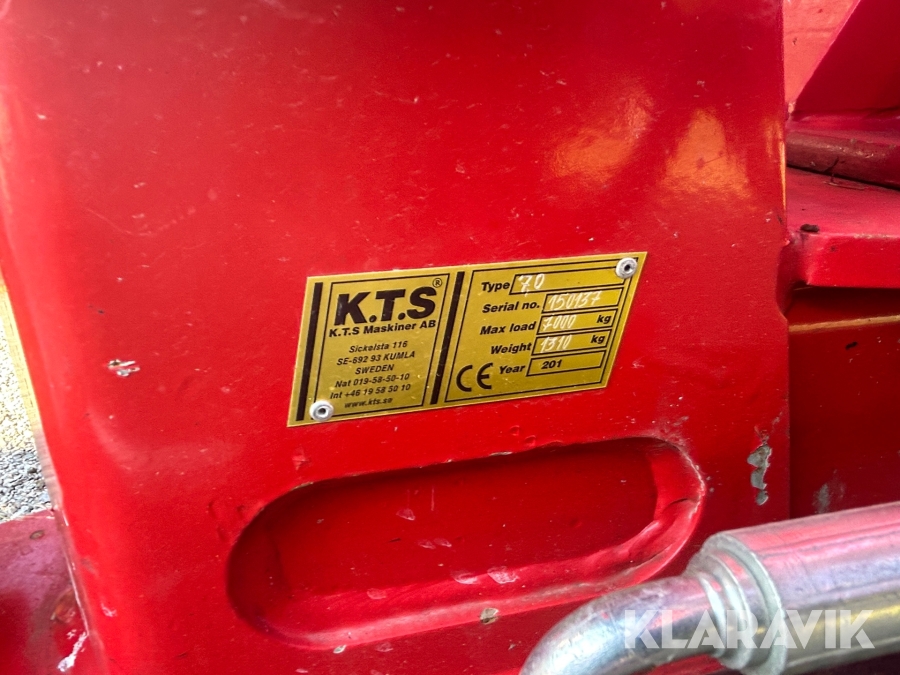 K.T.S®
K.T.S Maskiner AB
Sickelsta 116
SE-692 93 KUMLA
SWEDEN
Nat 019-58-50-10
Int +46 19 58 50 10
www.kts.se
Type 7,0
Serial no. 150137
Max load 7000 kg
Weight 1310 kg
CE Year 201
KLARAVIK